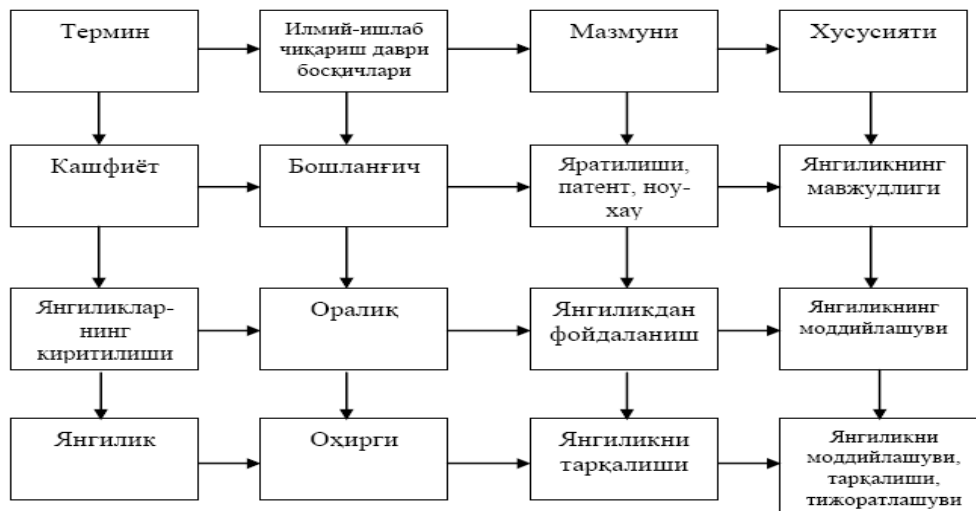 Термин
Илмий-ишлаб
чиқариш даври
босқичлари
Мазмуни
Хусусияти
Кашфиёт
Бошланғич
Яратилиши,
патент, ноу-
хау
Янгиликнинг
мавжудлиги
Янгиликлар-
нинг
киритилиши
Оралиқ
Янгиликдан
фойдаланиш
Янгиликнинг
моддийлашуви
Янгилик
Охирги
Янгиликни
тарқалиши
Янгиликни
моддийлашуви,
тарқалиши,
тижоратлашуви